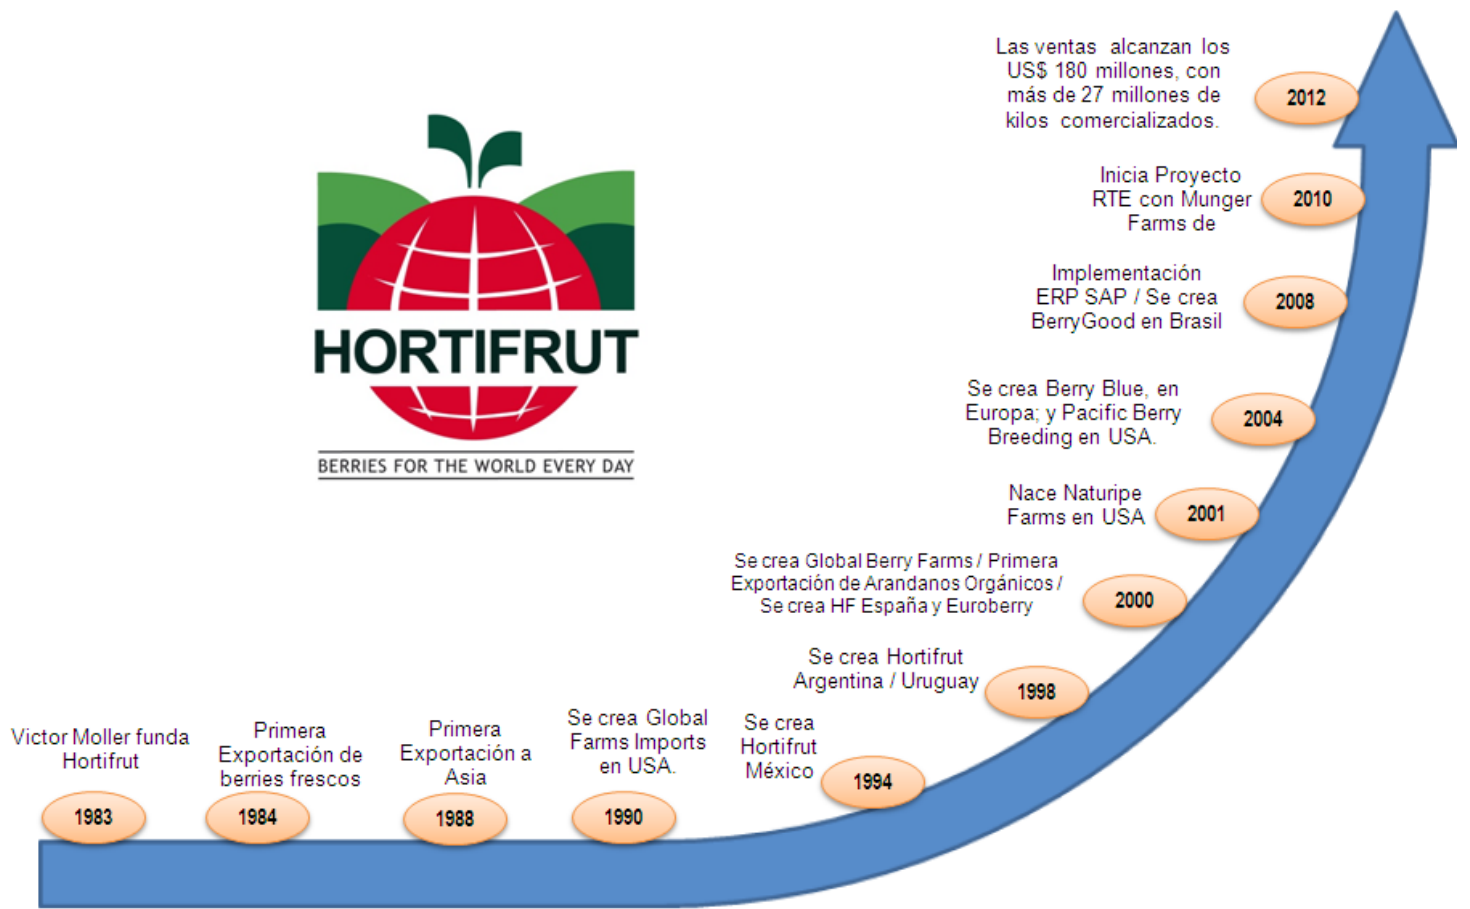 HORTIFRUT
BERRIES FOR THE WORLD EVERY DAY
Victor Moller funda
Hortifrut
1983
Primera
Exportación de
berries frescos
1984
Primera
Exportación a
Asia
1988
Se crea Global
Farms Imports
en USA.
1990
Se crea
Hortifrut
México
1994
Se crea Hortifrut
Argentina / Uruguay
1998
Se crea Global Berry Farms / Primera
Exportación de Arandanos Orgánicos /
Se crea HF España y Euroberry
2000
Nace Naturipe
Farms en USA
2001
Se crea Berry Blue, en
Europa; y Pacific Berry
Breeding en USA.
2004
Implementación
ERP SAP / Se crea
BerryGood en Brasil
2008
Inicia Proyecto
RTE con Munger
Farms de
2010
Las ventas alcanzan los
US$ 180 millones, con
más de 27 millones de
kilos comercializados.
2012